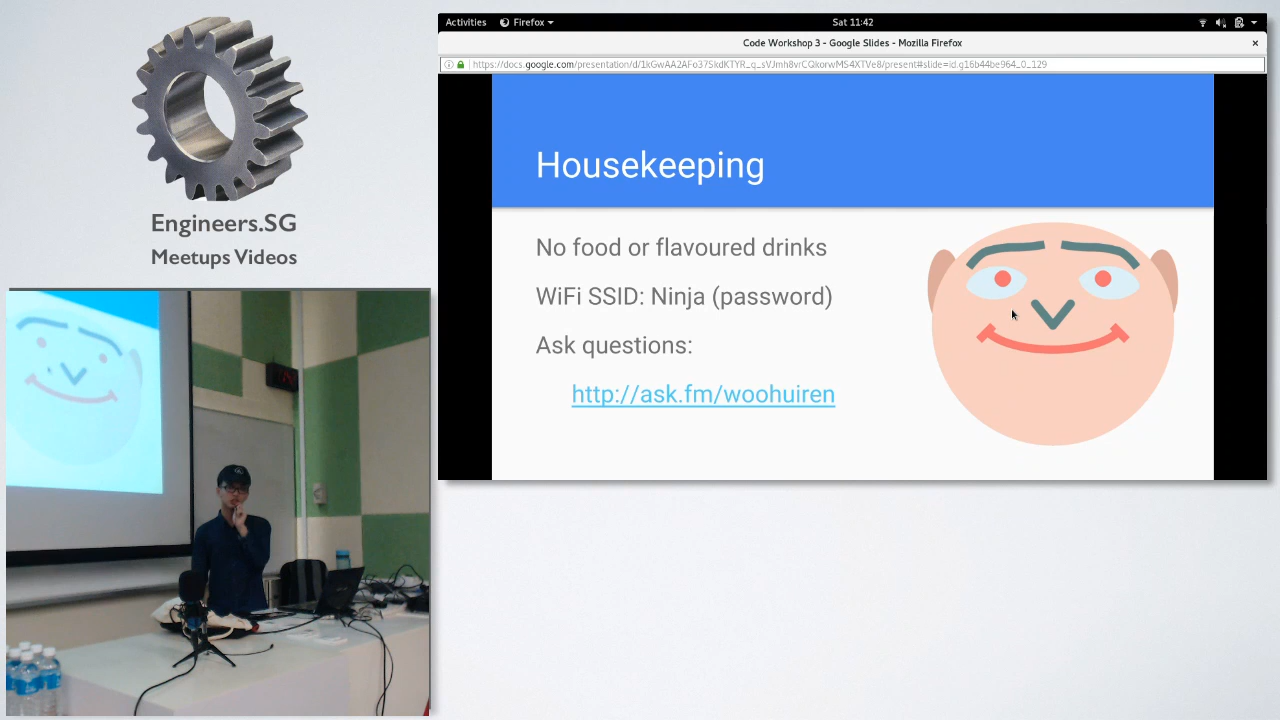 Engineers.SG
Meetups Videos
Activities
Firefox
Sat 11:42
Code Workshop 3 - Google Slides - Mozilla Firefox
Housekeeping
No food or flavoured drinks
WiFi SSID: Ninja (password)
Ask questions:
http://ask.fm/woohuiren